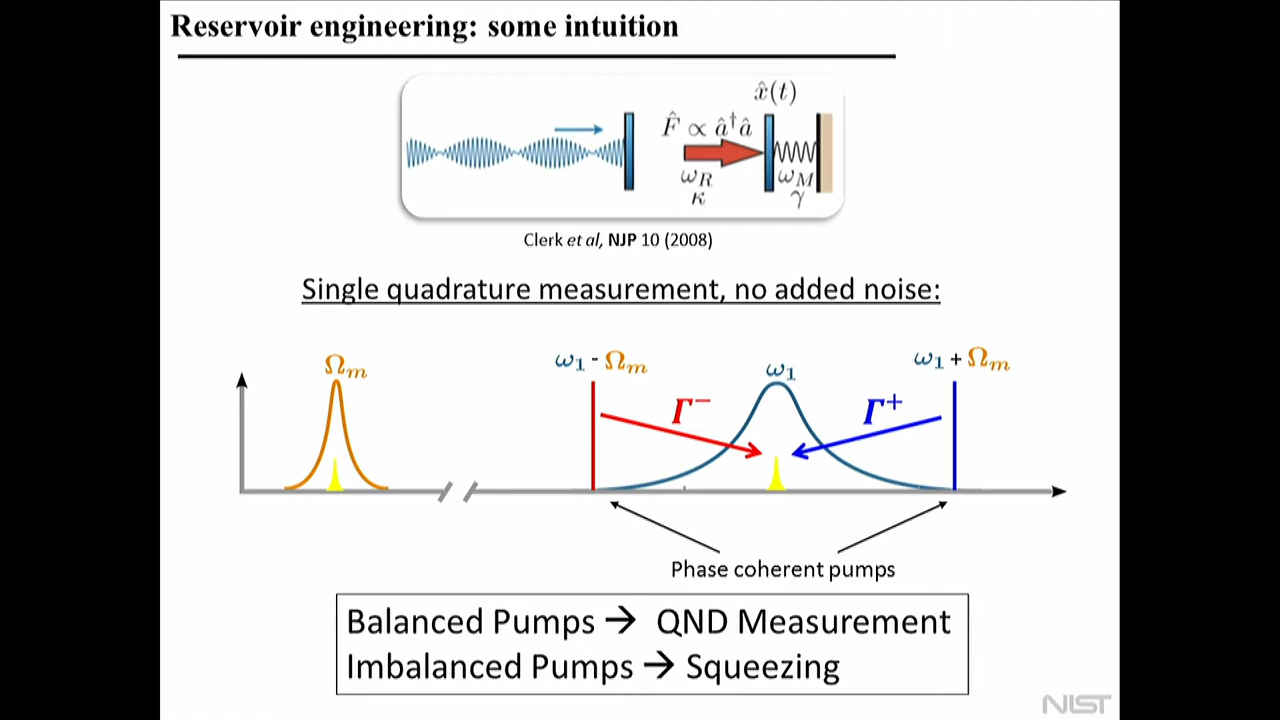 Reservoir engineering: some intuition
x̂(t)
F̂ ∝ â†â
ω_R
κ
ω_M
γ
Clerk et al, NJP 10 (2008)
Single quadrature measurement, no added noise:
Ω_m
ω₁ - Ω_m
ω₁
ω₁ + Ω_m
Γ⁻
Γ⁺
Phase coherent pumps
Balanced Pumps → QND Measurement
Imbalanced Pumps → Squeezing
NIST